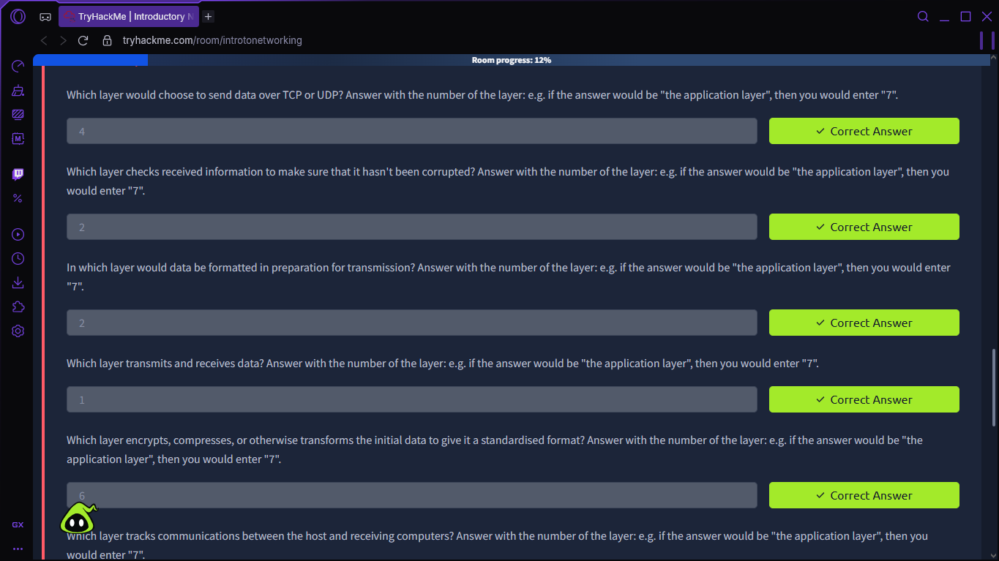 TryHackMe | Introductory N
tryhackme.com/room/introtonetworking
Room progress: 12%
Which layer would choose to send data over TCP or UDP? Answer with the number of the layer: e.g. if the answer would be "the application layer", then you would enter "7".
4
Correct Answer
Which layer checks received information to make sure that it hasn't been corrupted? Answer with the number of the layer: e.g. if the answer would be "the application layer", then you
would enter "7".
2
Correct Answer
In which layer would data be formatted in preparation for transmission? Answer with the number of the layer: e.g. if the answer would be "the application layer", then you would enter
"7".
2
Correct Answer
Which layer transmits and receives data? Answer with the number of the layer: e.g. if the answer would be "the application layer", then you would enter "7".
1
Correct Answer
Which layer encrypts, compresses, or otherwise transforms the initial data to give it a standardised format? Answer with the number of the layer: e.g. if the answer would be "the
application layer", then you would enter "7".
6
Correct Answer
GX
Which layer tracks communications between the host and receiving computers? Answer with the number of the layer: e.g. if the answer would be "the application layer", then you
would enter "7".